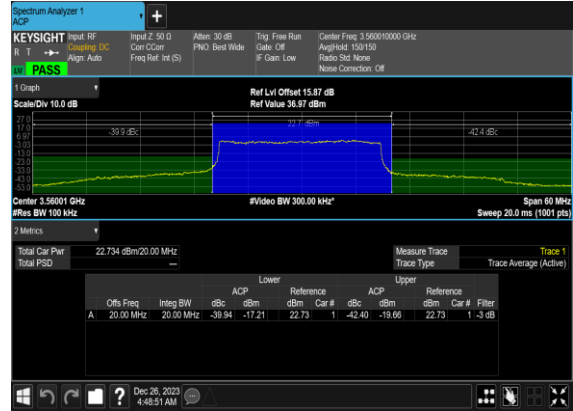 Spectrum Analyzer 1
ACP
+
KEYSIGHT Input: RF Input Z: 50 Ω Atten: 30 dB Trig: Free Run Center Freq: 3.560010000 GHz
R T Coupling: DC Corr CCorr PNO: Best Wide Gate: Off Avg|Hold: 150/150
Align: Auto Freq Ref: Int (S) IF Gain: Low Radio Std: None
Noise Correction: Off
LM PASS
1 Graph Ref Lvl Offset 15.87 dB
Scale/Div 10.0 dB Ref Value 36.97 dBm
27.0 22.7 dBm
17.0 -39.9 dBc -42.4 dBc
6.97
-3.03
-13.0
-23.0
-33.0
-43.0
-53.0
Center 3.56001 GHz #Video BW 300.00 kHz* Span 60 MHz
#Res BW 100 kHz Sweep 20.0 ms (1001 pts)
2 Metrics
Total Car Pwr 22.734 dBm/20.00 MHz Measure Trace Trace 1
Total PSD — Trace Type Trace Average (Active)
Lower Upper
ACP Reference ACP Reference
Offs Freq Integ BW dBc dBm dBm Car # dBc dBm dBm Car # Filter
A 20.00 MHz 20.00 MHz -39.94 -17.21 22.73 1 -42.40 -19.66 22.73 1 -3 dB
? Dec 26, 2023
4:48:51 AM